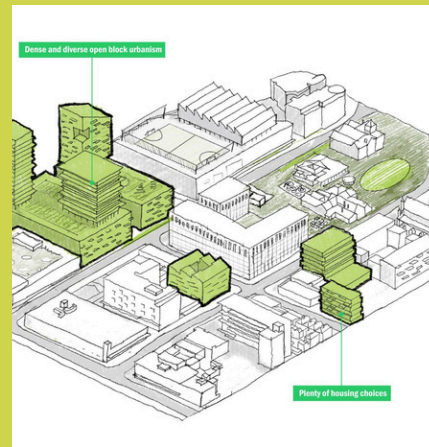 Dense and diverse open block urbanism
Plenty of housing choices